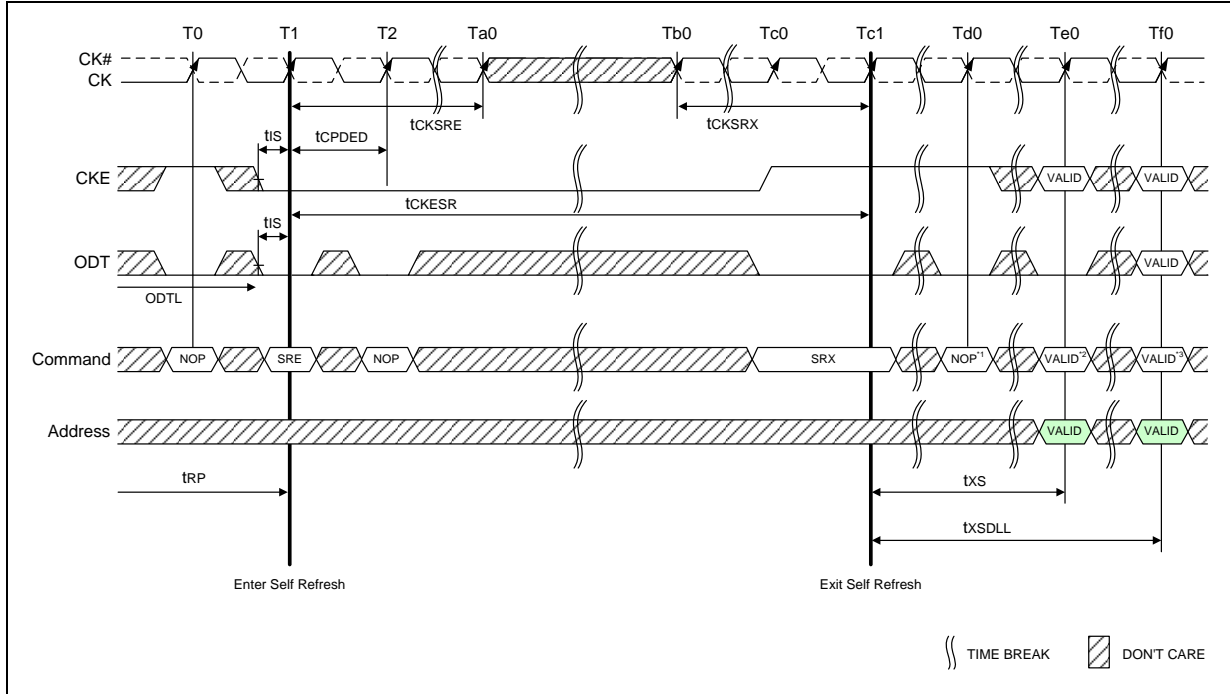 T0 T1 T2 Ta0 Tb0 Tc0 Tc1 Td0 Te0 Tf0
CK#
CK
tCKSRE tCKSRX
tIS tCPDED
CKE VALID VALID
tCKESR
tIS
ODT VALID
ODTL
Command NOP SRE NOP SRX NOP*1 VALID*2 VALID*3
Address VALID VALID
tRP tXS
tXSDLL
Enter Self Refresh Exit Self Refresh
TIME BREAK DON'T CARE